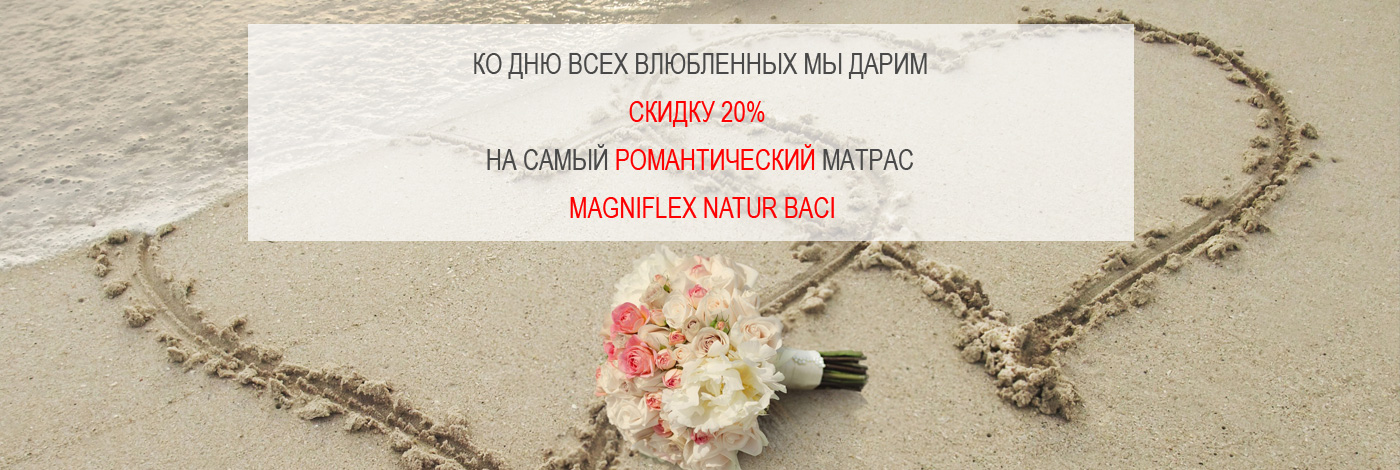 КО ДНЮ ВСЕХ ВЛЮБЛЕННЫХ МЫ ДАРИМ
СКИДКУ 20%
НА САМЫЙ РОМАНТИЧЕСКИЙ МАТРАС
MAGNIFLEX NATUR BACI